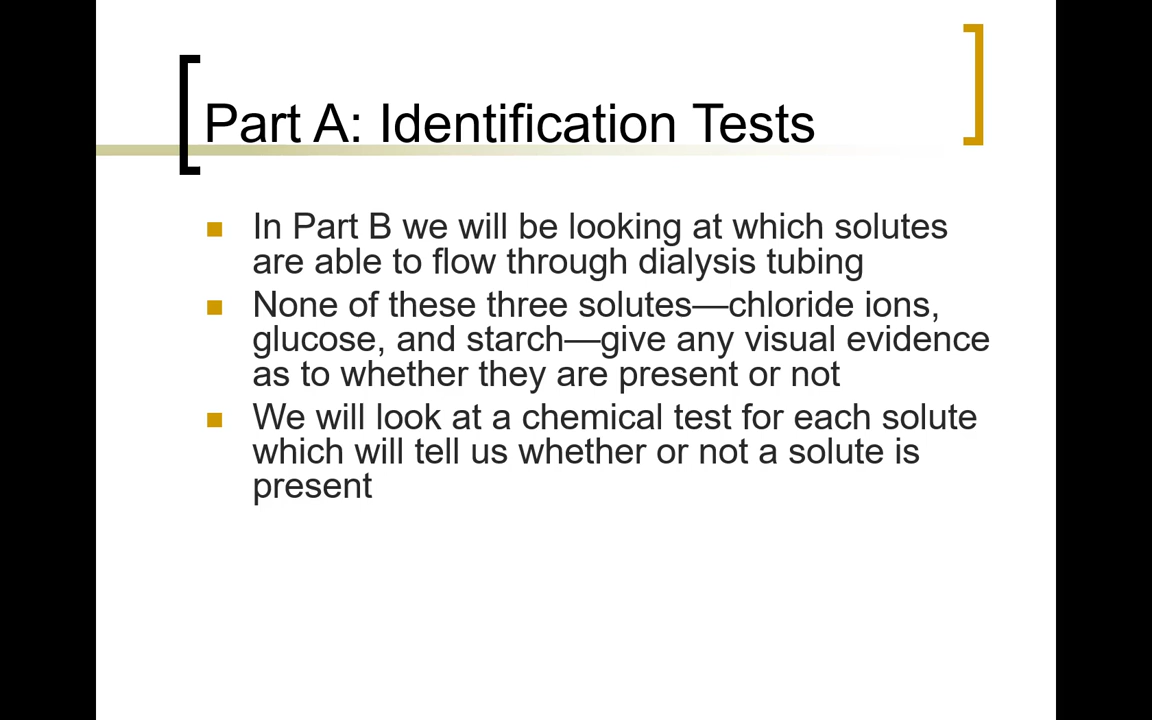 Part A: Identification Tests
In Part B we will be looking at which solutes
are able to flow through dialysis tubing
None of these three solutes—chloride ions,
glucose, and starch—give any visual evidence
as to whether they are present or not
We will look at a chemical test for each solute
which will tell us whether or not a solute is
present